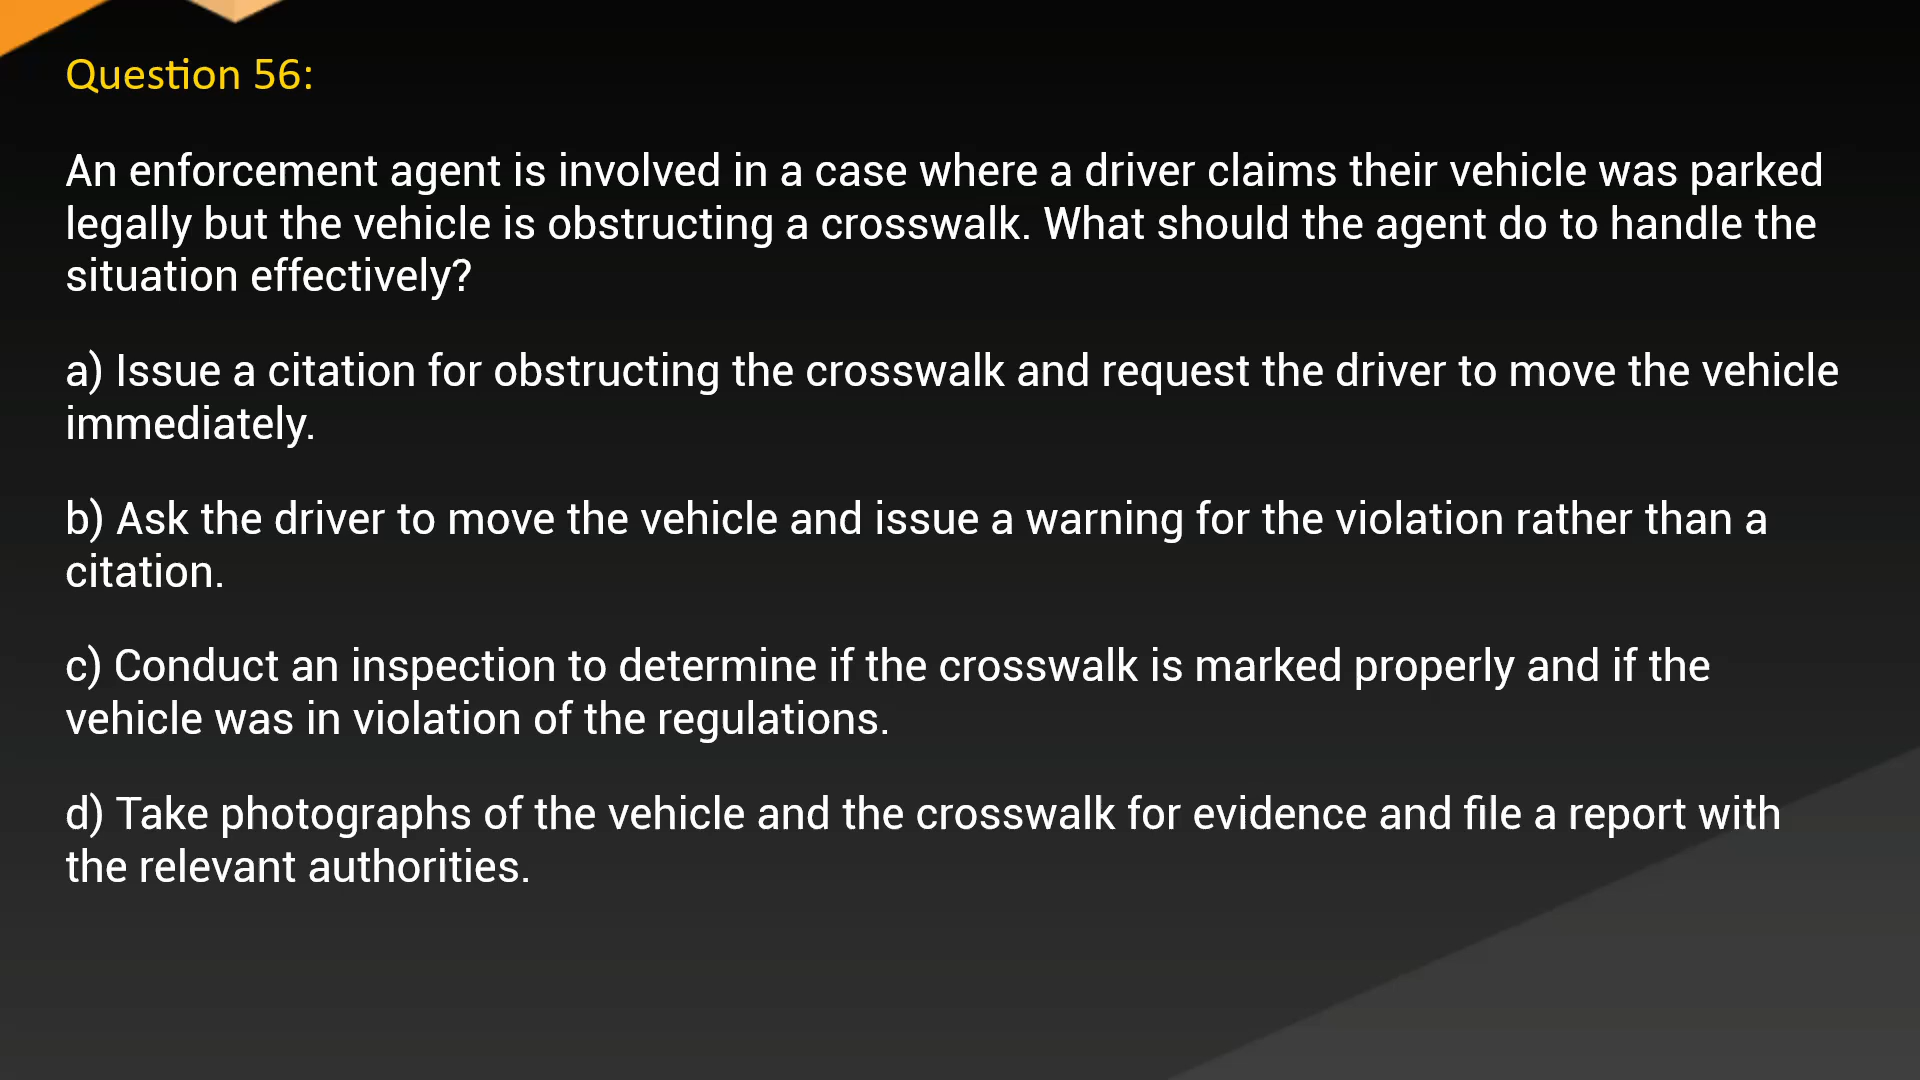 Question 56:
An enforcement agent is involved in a case where a driver claims their vehicle was parked
legally but the vehicle is obstructing a crosswalk. What should the agent do to handle the
situation effectively?
a) Issue a citation for obstructing the crosswalk and request the driver to move the vehicle
immediately.
b) Ask the driver to move the vehicle and issue a warning for the violation rather than a
citation.
c) Conduct an inspection to determine if the crosswalk is marked properly and if the
vehicle was in violation of the regulations.
d) Take photographs of the vehicle and the crosswalk for evidence and file a report with
the relevant authorities.